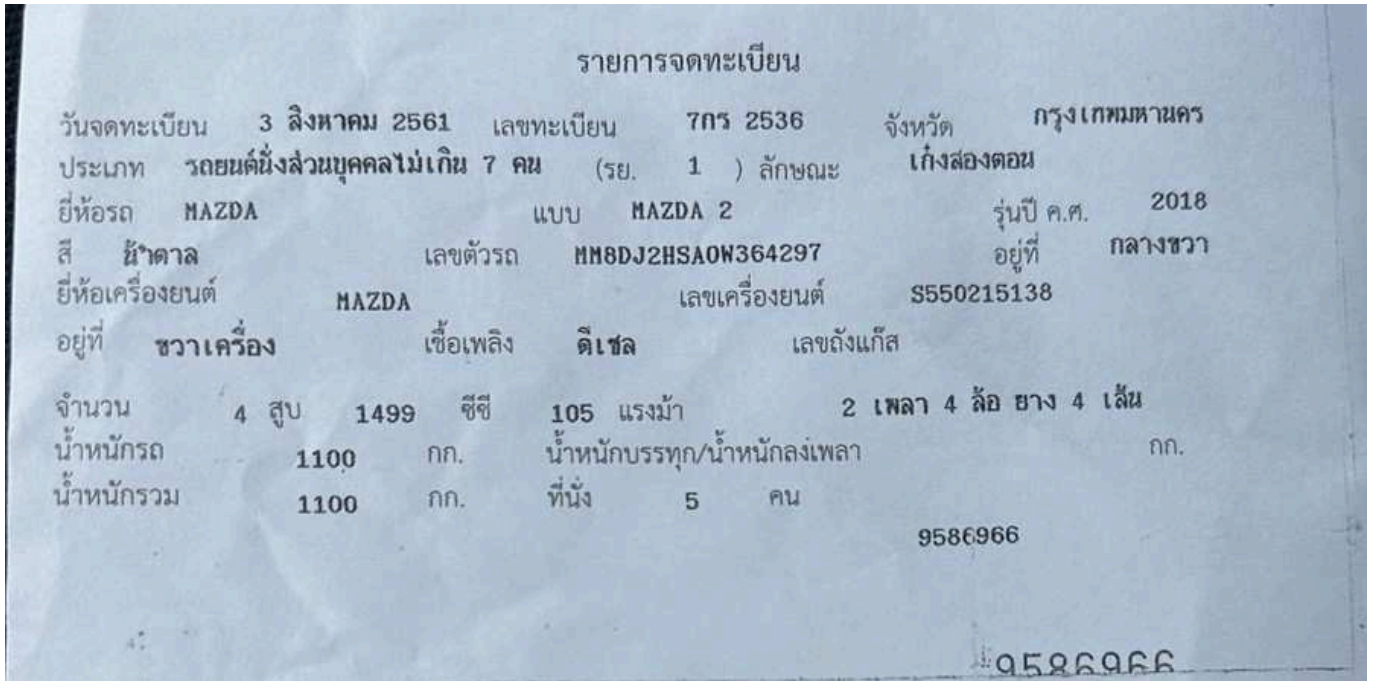 รายการจดทะเบียน
วันจดทะเบียน 3 สิงหาคม 2561 เลขทะเบียน 7กร 2536 จังหวัด กรุงเทพมหานคร
ประเภท รถยนต์นั่งส่วนบุคคลไม่เกิน 7 คน (รย. 1 ) ลักษณะ เก๋งสองตอน
ยี่ห้อรถ MAZDA แบบ MAZDA 2 รุ่นปี ค.ศ. 2018
สี น้ำตาล เลขตัวรถ MM8DJ2HSA0W364297 อยู่ที่ กลางขวา
ยี่ห้อเครื่องยนต์ MAZDA เลขเครื่องยนต์ S550215138
อยู่ที่ ขวาเครื่อง เชื้อเพลิง ดีเซล เลขถังแก๊ส
จำนวน 4 สูบ 1499 ซีซี 105 แรงม้า 2 เพลา 4 ล้อ ยาง 4 เส้น
น้ำหนักรถ 1100 กก. น้ำหนักบรรทุก/น้ำหนักลงเพลา กก.
น้ำหนักรวม 1100 กก. ที่นั่ง 5 คน
9586966
9586966